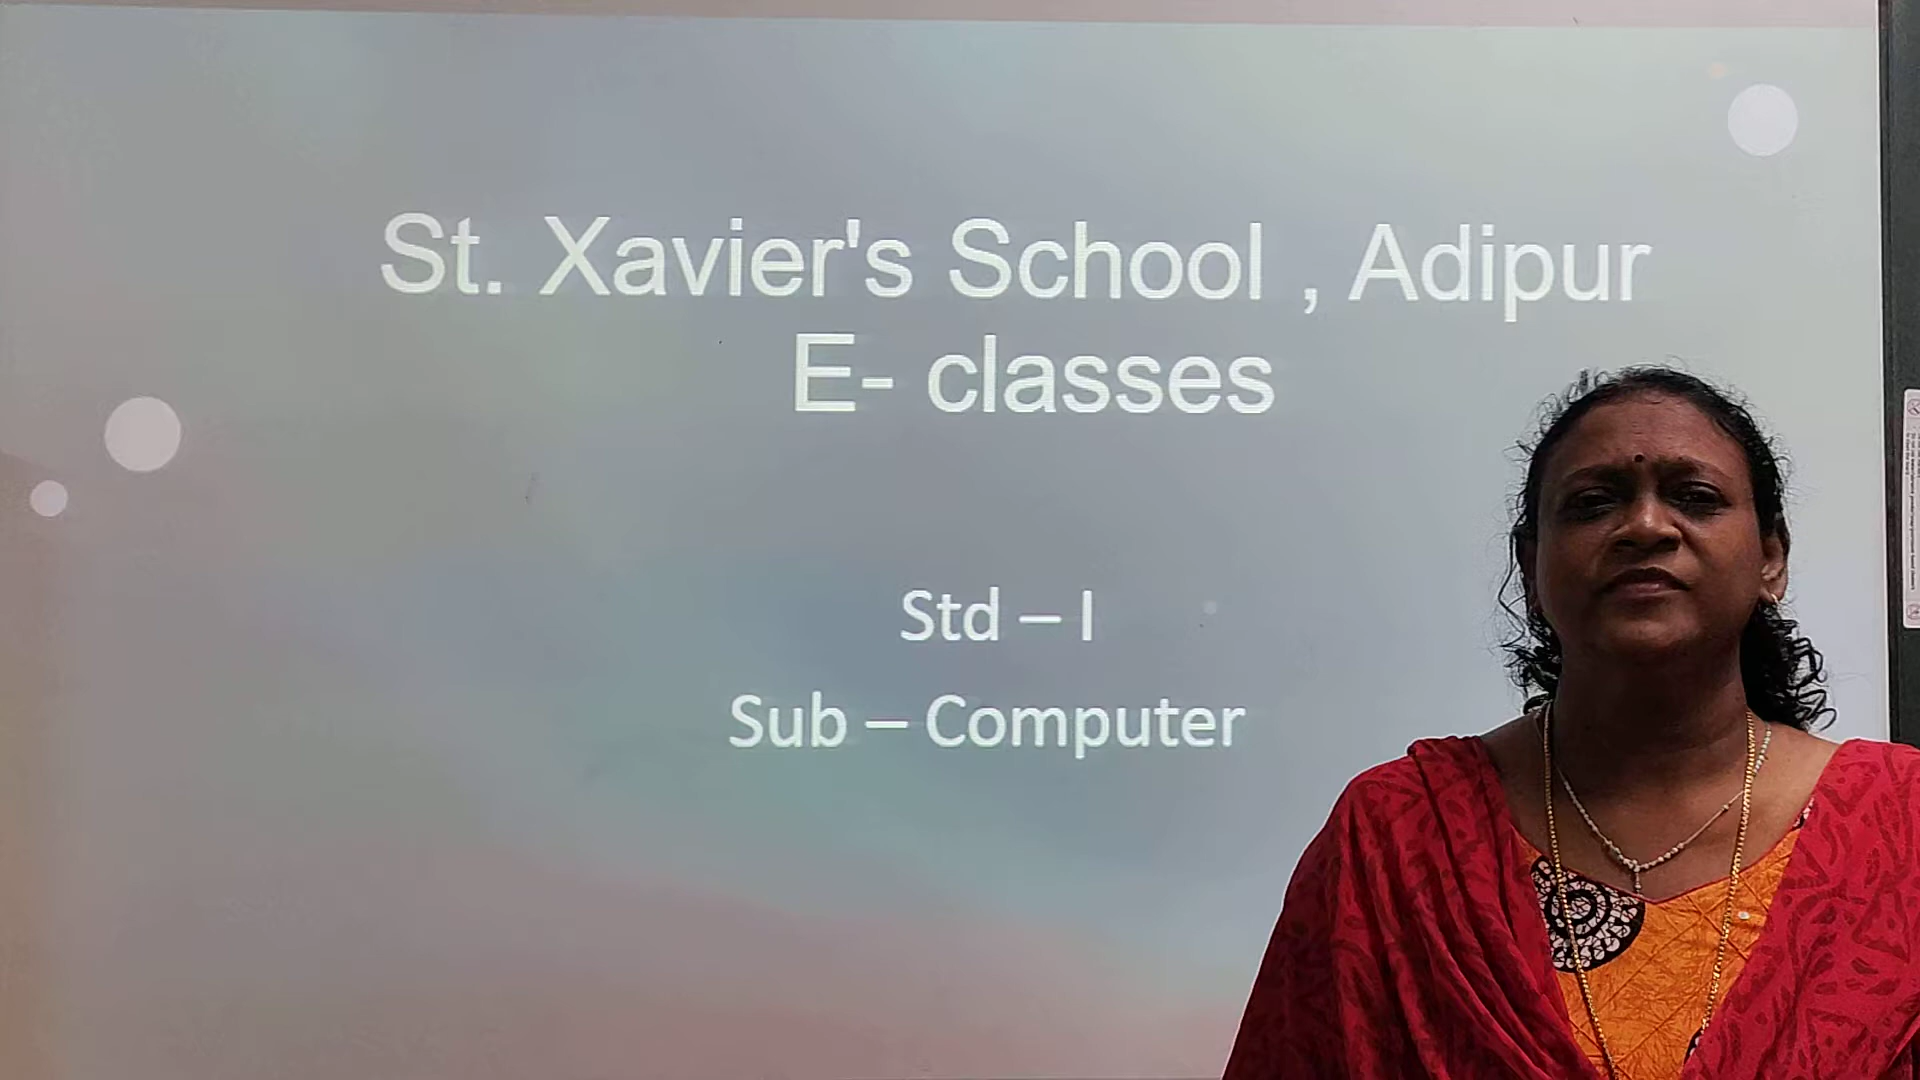 St. Xavier's School , Adipur
E- classes
Std – I
Sub – Computer